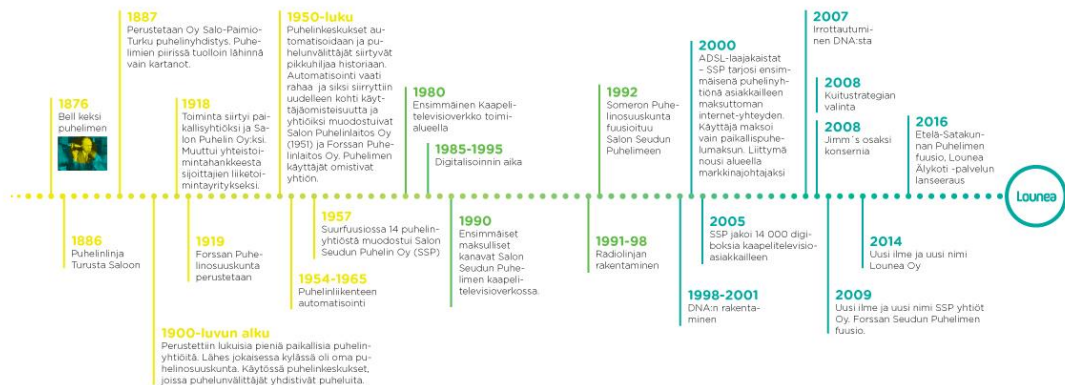 1876
Bell keksi
puhelimen
1886
Puhelinlinja
Turusta Saloon
1887
Perustetaan Oy Salo-Paimio-
Turku puhelinyhdistys. Puhe-
limien piirissä tuolloin lähinnä
vain kartanot.
1900-luvun alku
Perustettiin lukuisia pieniä paikallisia puhelin-
yhtiöitä. Lähes jokaisessa kylässä oli oma pu-
helinosuuskunta. Käytössä puhelinkeskukset,
joissa puhelunvälittäjät yhdistivät puheluita.
1918
Toiminta siirtyi pai-
kallisyhtiöksi ja Sa-
lon Puhelin Oy:ksi.
Muuttui yhteistoi-
mintahankkeesta
sijoittajien liiketoi-
mintayritykseksi.
1919
Forssan Puhe-
linosuuskunta
perustetaan
1950-luku
Puhelinkeskukset au-
tomatisoidaan ja pu-
helunvälittäjät siirtyvät
pikkuhiljaa historiaan.
Automatisointi vaati
rahaa ja siksi siirryttiin
uudelleen kohti käyt-
täjäomisteisuutta ja
yhtiöiksi muodostuivat
Salon Puhelinlaitos Oy
(1951) ja Forssan Puhe-
linlaitos Oy. Puhelimen
käyttäjät omistivat
yhtiön.
1954-1965
Puhelinliikenteen
automatisointi
1957
Suurfuusiossa 14 puhelin-
yhtiöstä muodostui Salon
Seudun Puhelin Oy (SSP)
1980
Ensimmäinen Kaapeli-
televisioverkko toimi-
alueella
1985-1995
Digitalisoinnin aika
1990
Ensimmäiset
maksulliset
kanavat Salon
Seudun Puhe-
limen kaapeli-
televisioverkossa.
1991-98
Radiolinjan
rakentaminen
1992
Someron Puhe-
linosuuskunta
fuusioituu Salon
Seudun Puhelimeen
1998-2001
DNA:n rakenta-
minen
2000
ADSL-laajakaistat
– SSP tarjosi ensim-
mäisenä puhelinyh-
tiönä asiakkailleen
maksuttoman
internet-yhteyden.
Käyttäjä maksoi
vain paikallispuhe-
lumaksun. Liittymä
nousi alueella
markkinajohtajaksi
2005
SSP jakoi 14 000 digi-
boksia kaapelitelevisio-
asiakkailleen
2007
Irrottautumi-
nen DNA:sta
2008
Kuitustrategian
valinta
2008
Jimm´s osaksi
konsernia
2009
Uusi ilme ja uusi nimi SSP yhtiöt
Oy. Forssan Seudun Puhelimen
fuusio.
2014
Uusi ilme ja uusi nimi
Lounea Oy
2016
Etelä-Satakun-
nan Puhelimen
fuusio, Lounea
Älykoti -palvelun
lanseeraus
Lounea